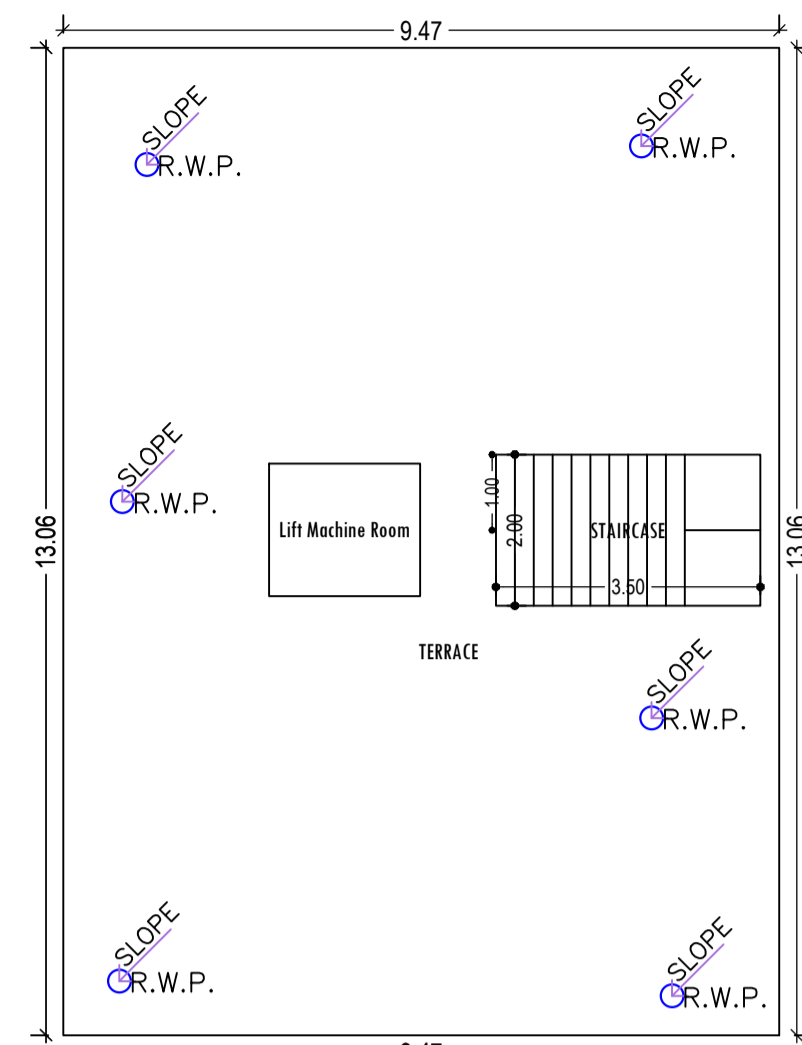 9.47
SLOPE
R.W.P.
SLOPE
R.W.P.
SLOPE
R.W.P.
13.06
13.06
Lift Machine Room
1.00
2.00
STAIRCASE
3.50
TERRACE
SLOPE
R.W.P.
SLOPE
R.W.P.
SLOPE
R.W.P.